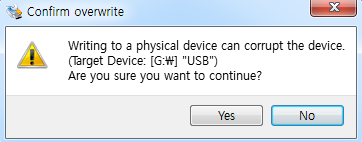 Confirm overwrite
Writing to a physical device can corrupt the device.
(Target Device: [G:₩] "USB")
Are you sure you want to continue?
Yes
No